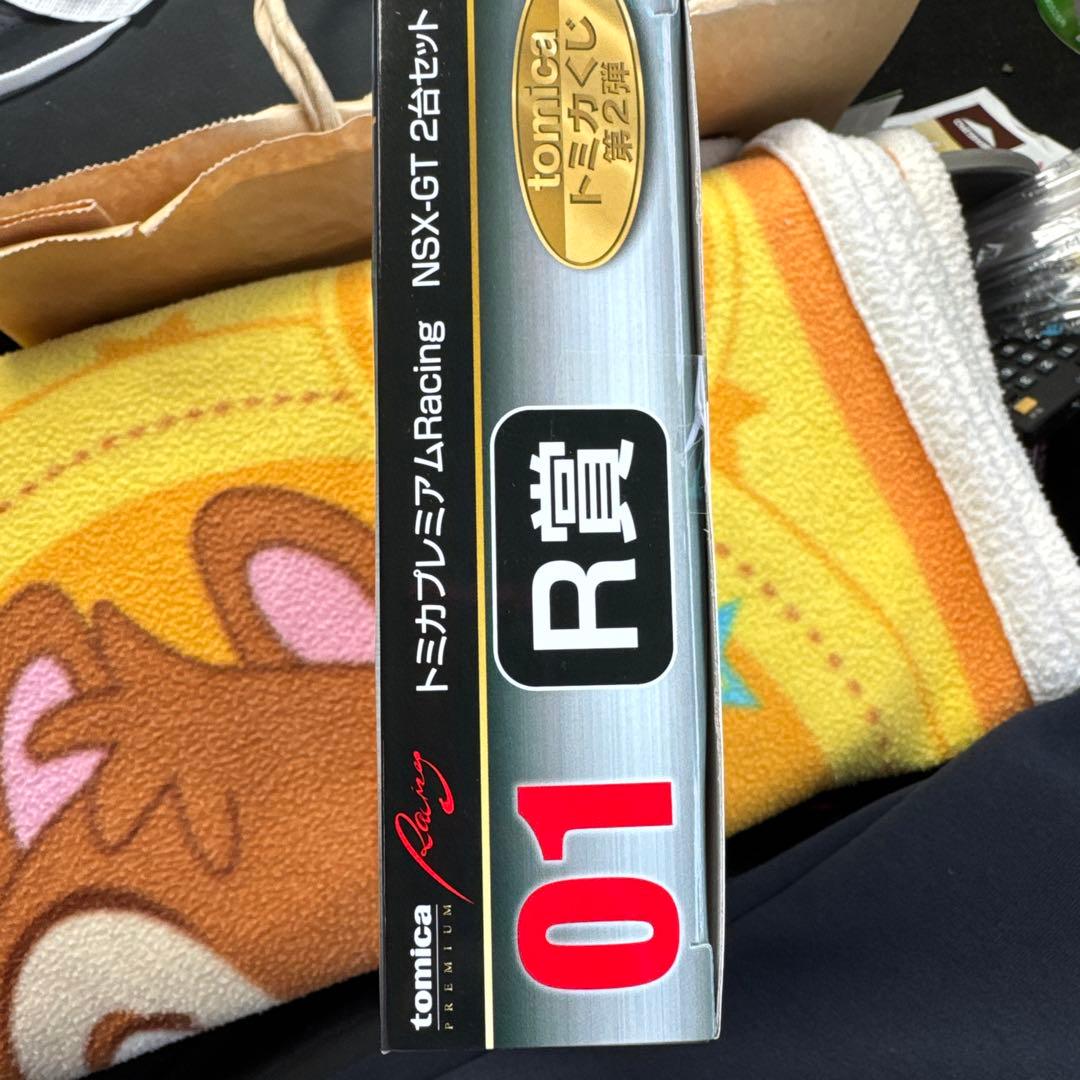 tomica
PREMIUM
Racing
トミカプレミアムRacing NSX-GT 2台セット
01
R賞
tomica
トミカくじ
第2弾